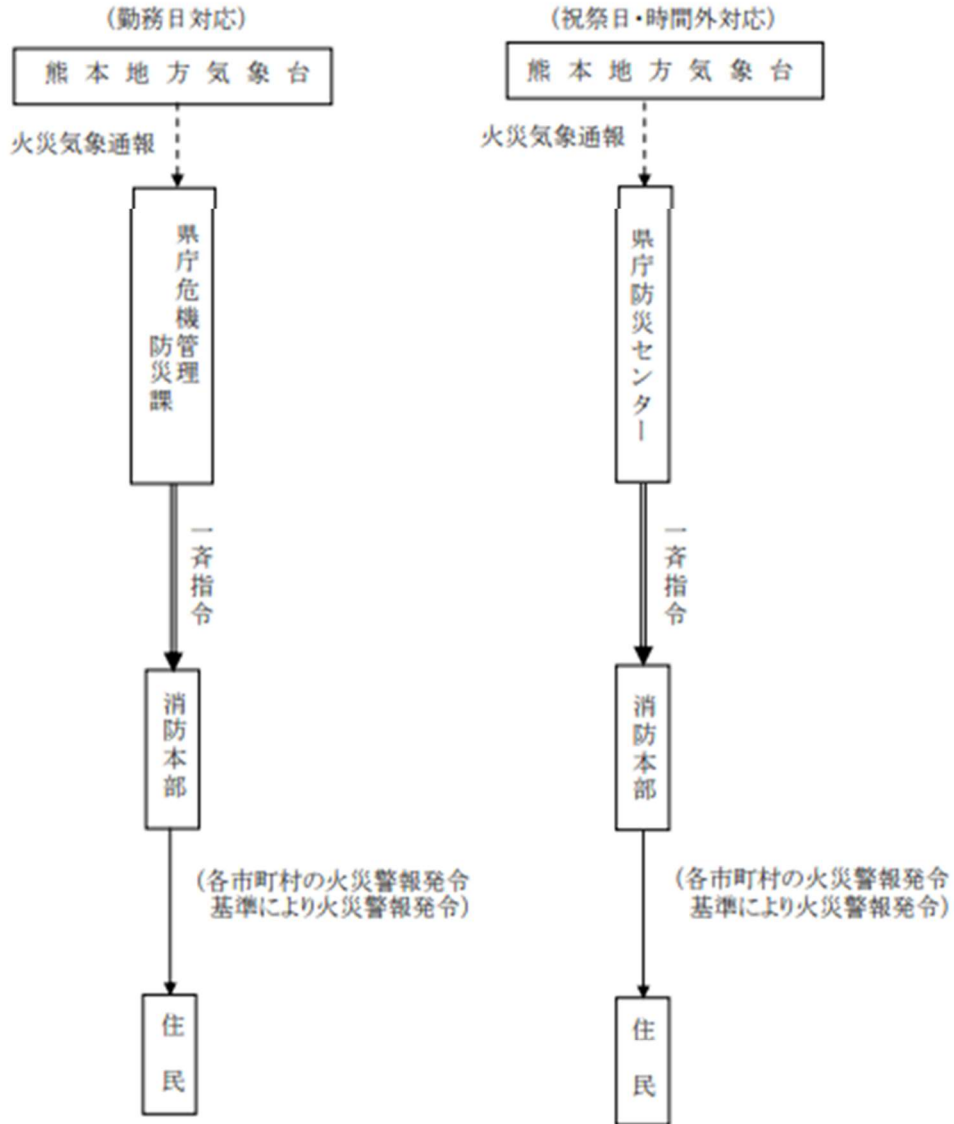 (勤務日対応)
熊本地方気象台
火災気象通報
県庁危機管理
防災課
一斉指令
消防本部
(各市町村の火災警報発令
基準により火災警報発令)
住民
(祝祭日・時間外対応)
熊本地方気象台
火災気象通報
県庁防災センター
一斉指令
消防本部
(各市町村の火災警報発令
基準により火災警報発令)
住民